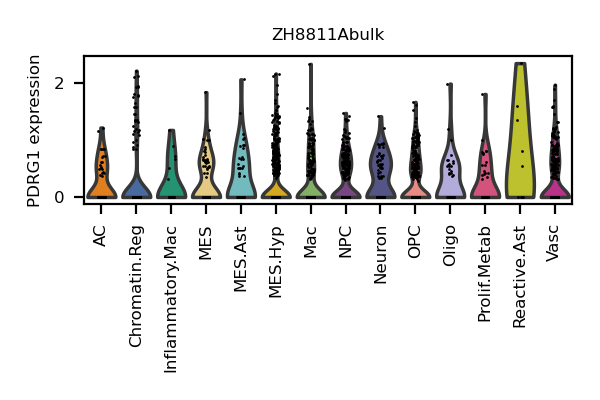 ZH8811Abulk
PDRG1 expression
2
0
AC
Chromatin.Reg
Inflammatory.Mac
MES
MES.Ast
MES.Hyp
Mac
NPC
Neuron
OPC
Oligo
Prolif.Metab
Reactive.Ast
Vasc